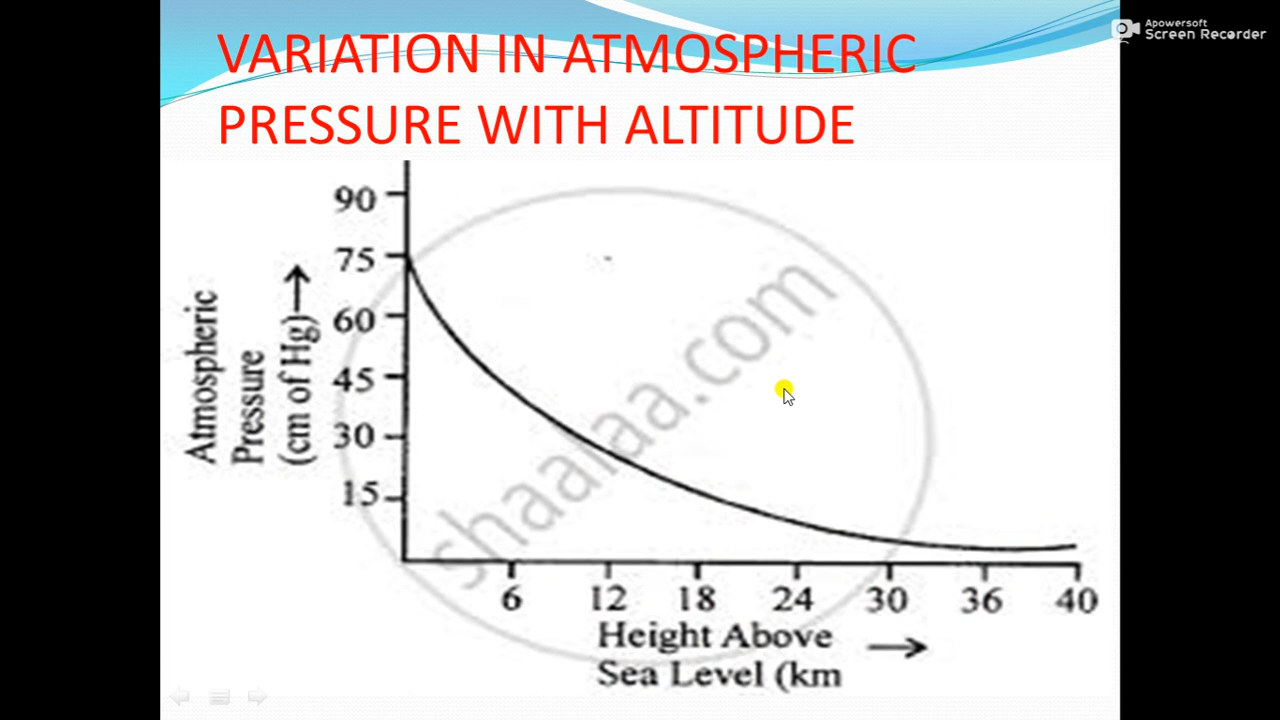 Apowersoft
Screen Recorder
VARIATION IN ATMOSPHERIC
PRESSURE WITH ALTITUDE
90
75
60
45
30
15
Atmospheric
Pressure
(cm of Hg)
shaalaa.com
6 12 18 24 30 36 40
Height Above
Sea Level (km